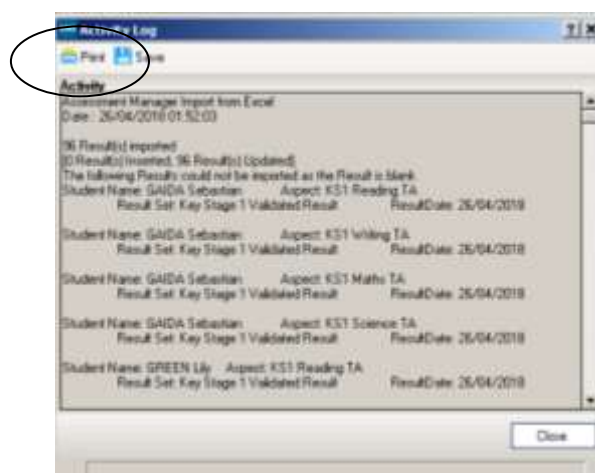 Activity Log
Print Save
Activity
Assessment Manager Import from Excel
Date : 26/04/2018 01:52:03
96 Result(s) imported
(0 Result(s) Inserted, 96 Result(s) Updated)
The following Results could not be imported as the Result is blank
Student Name: GAIDA Sebastian Aspect: KS1 Reading TA
Result Set: Key Stage 1 Validated Result ResultDate: 26/04/2018
Student Name: GAIDA Sebastian Aspect: KS1 Writing TA
Result Set: Key Stage 1 Validated Result ResultDate: 26/04/2018
Student Name: GAIDA Sebastian Aspect: KS1 Maths TA
Result Set: Key Stage 1 Validated Result ResultDate: 26/04/2018
Student Name: GAIDA Sebastian Aspect: KS1 Science TA
Result Set: Key Stage 1 Validated Result ResultDate: 26/04/2018
Student Name: GREEN Lily Aspect: KS1 Reading TA
Result Set: Key Stage 1 Validated Result ResultDate: 26/04/2018
Close